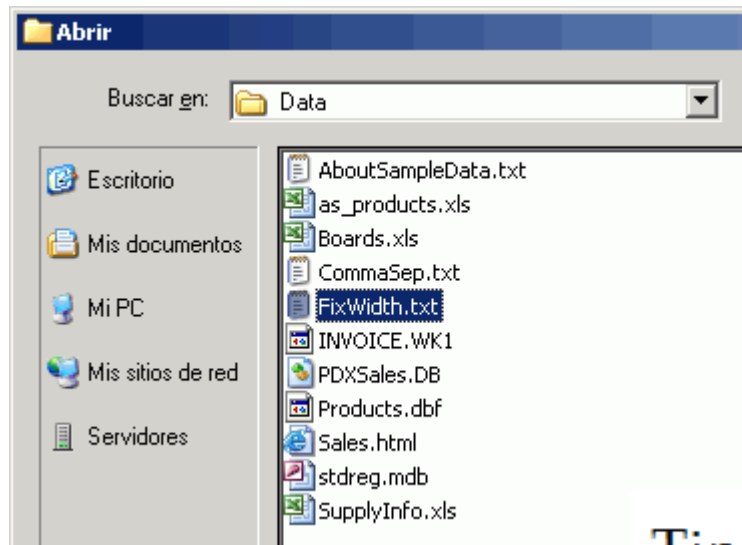 Abrir
Buscar en: Data
Escritorio
Mis documentos
Mi PC
Mis sitios de red
Servidores
AboutSampleData.txt
as_products.xls
Boards.xls
CommaSep.txt
FixWidth.txt
INVOICE.WK1
PDXSales.DB
Products.dbf
Sales.html
stdreg.mdb
SupplyInfo.xls